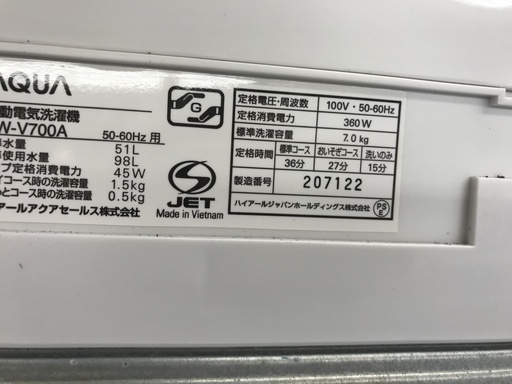 AQUA
動電気洗濯機
W-V700A
50-60Hz 用
水量 51L
使用水量 98L
プ定格消費電力 45W
イコース時の洗濯容量 1.5kg
っとコース時の洗濯容量 0.5kg
アールアクアセールス株式会社
G
S
JET
Made in Vietnam
定格電圧・周波数 100V・50-60Hz
定格消費電力 360W
標準洗濯容量 7.0kg
定格時間 標準コース おいそぎコース 洗いのみ
36分 27分 15分
製造番号 207122
ハイアールジャパンホールディングス株式会社
PS
E